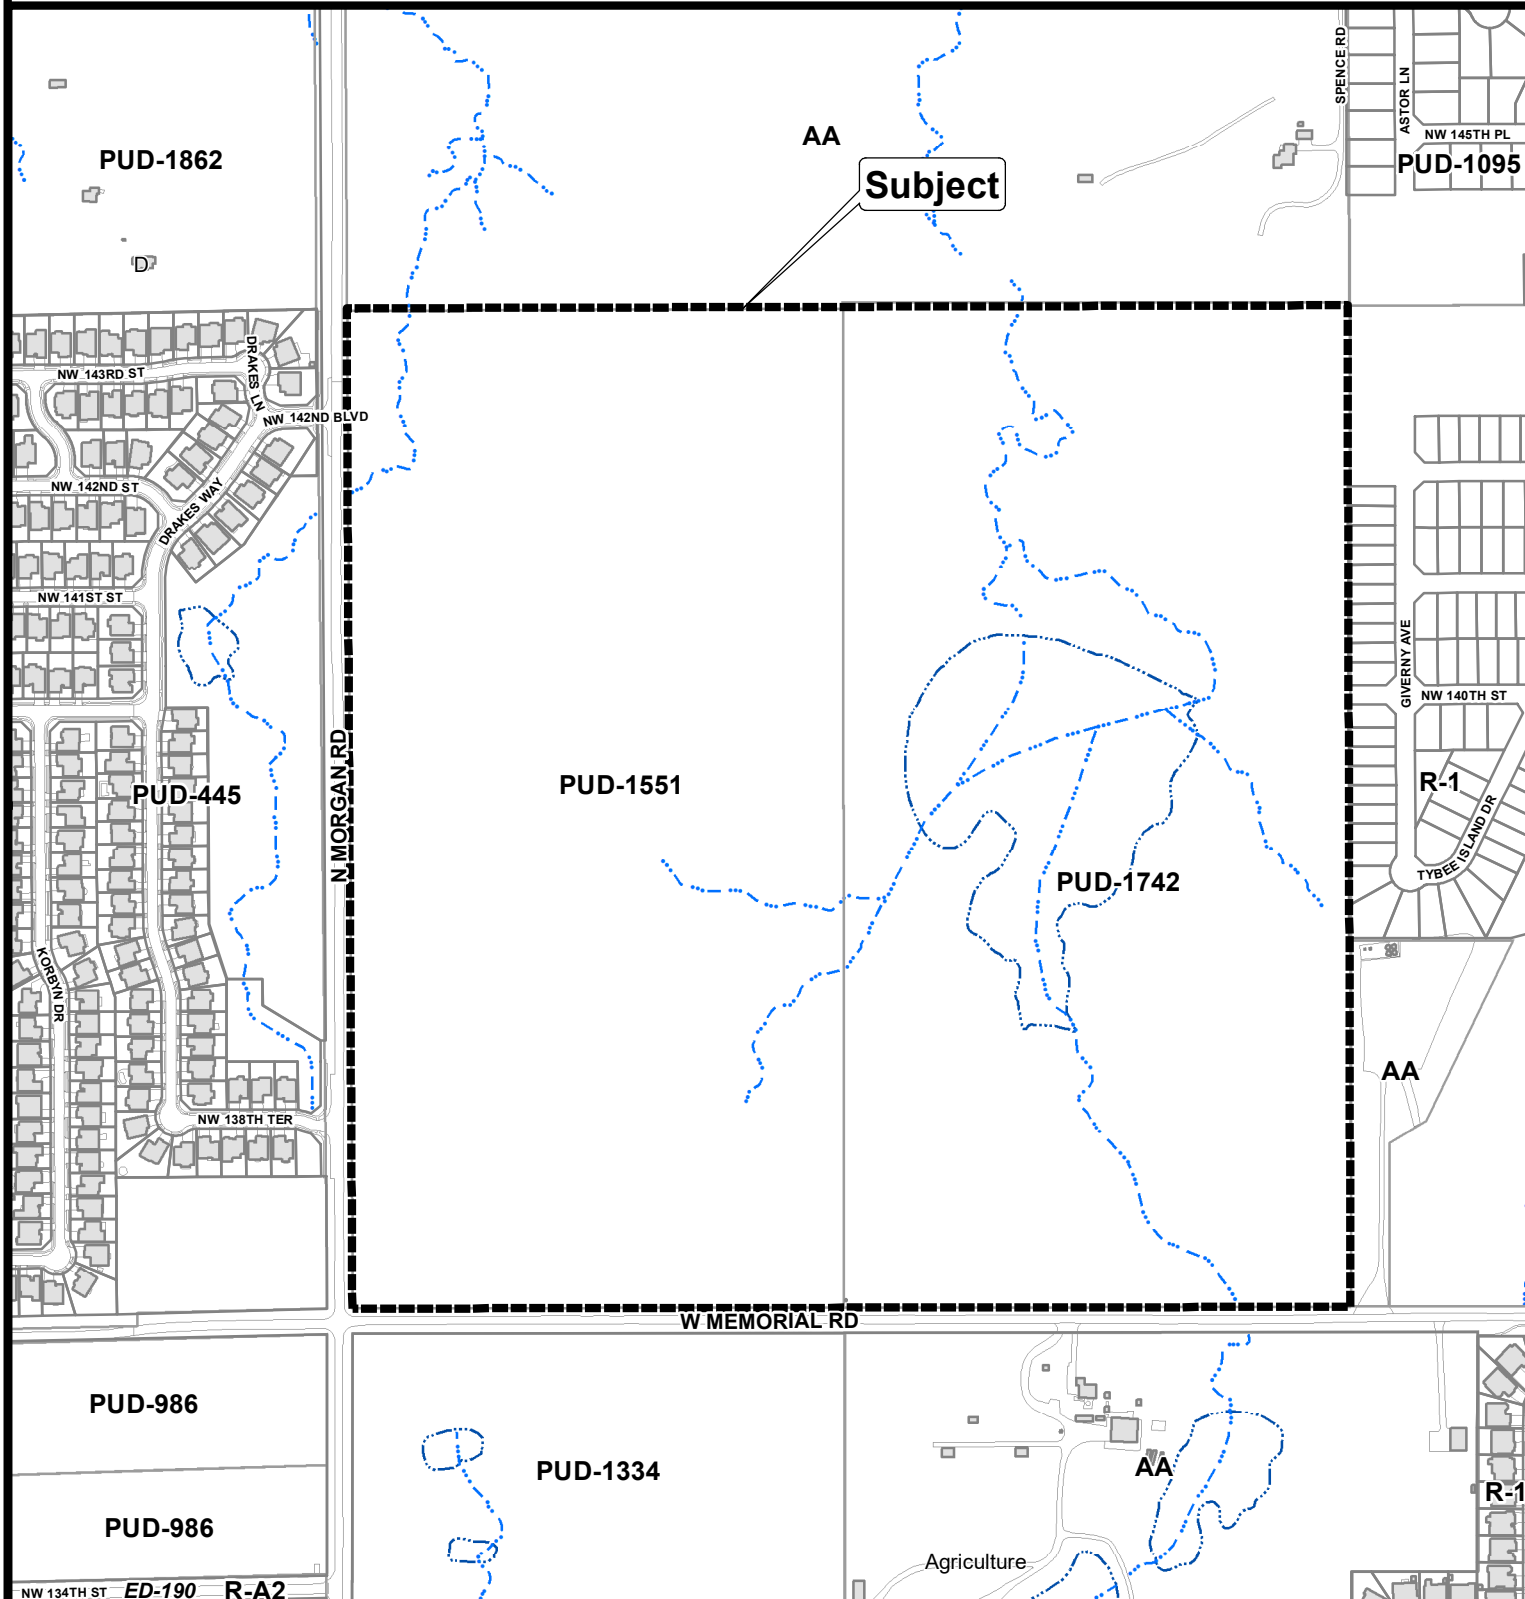 SPENCE RD
ASTOR LN
NW 145TH PL
PUD-1862
AA
PUD-1095
Subject
D
DRAKES LN
NW 143RD ST
NW 142ND BLVD
NW 142ND ST
DRAKES WAY
NW 141ST ST
GIVERNY AVE
NW 140TH ST
N MORGAN RD
PUD-445
PUD-1551
R-1
TYBEE ISLAND DR
PUD-1742
KORBYN DR
AA
NW 138TH TER
W MEMORIAL RD
PUD-986
PUD-1334
AA
R-1
PUD-986
Agriculture
NW 134TH ST
ED-190
R-A2